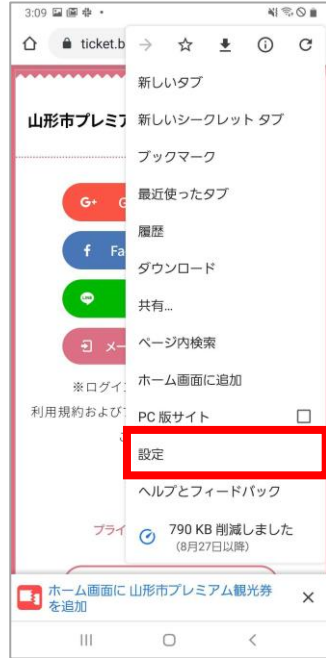 3:09
ticket.b
新しいタブ
山形市プレミア
新しいシークレット タブ
ブックマーク
最近使ったタブ
G+ G
履歴
f Fa
ダウンロード
LINE
共有...
メー
ページ内検索
※ログイン
ホーム画面に追加
利用規約および
PC 版サイト
設定
ヘルプとフィードバック
プライ
790 KB 削減しました
(8月27日以降)
ホーム画面に 山形市プレミアム観光券
を追加